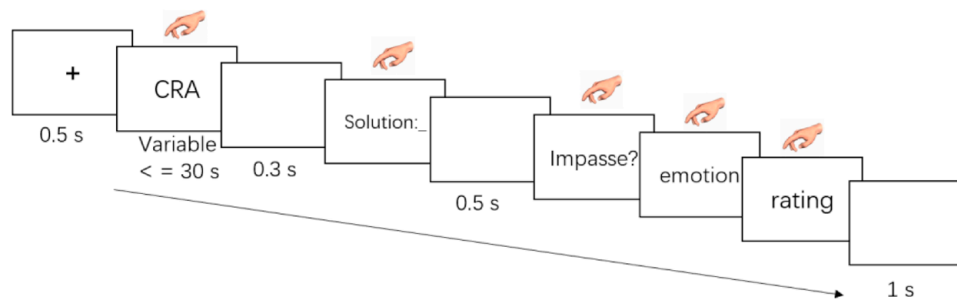 +
0.5 s
CRA
Variable
< = 30 s
0.3 s
Solution:_
0.5 s
Impasse?
emotion
rating
1 s